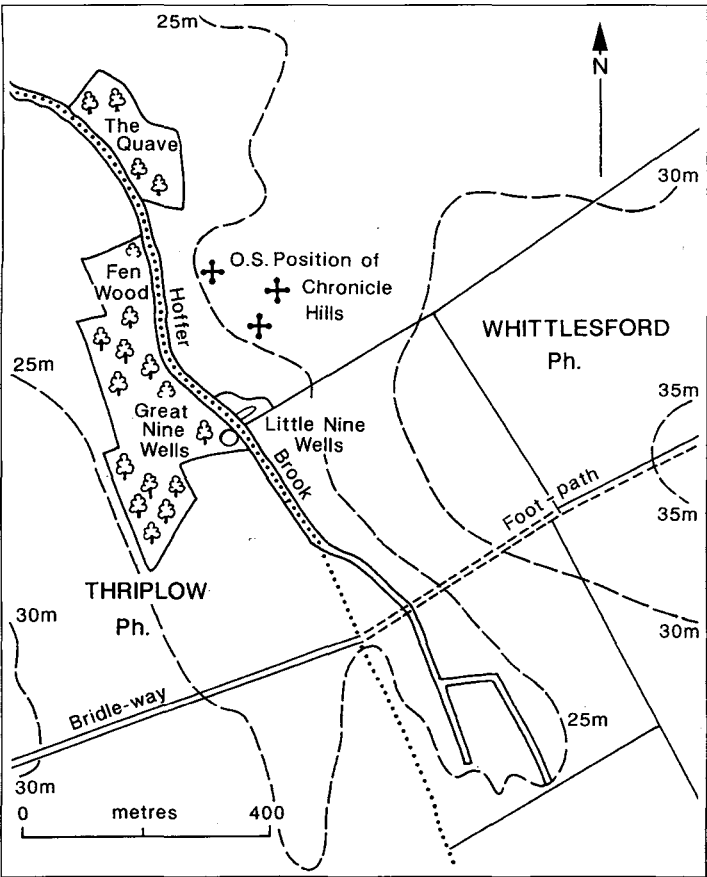 25m
N
The
Quave
30m
O.S. Position of
Chronicle
Hills
Fen
Wood
Hoffer
WHITTLESFORD
Ph.
25m
35m
Great
Nine
Wells
Little Nine
Wells
Brook
Foot-path
35m
THRIPLOW
Ph.
30m
30m
Bridle-way
25m
30m
0 metres 400